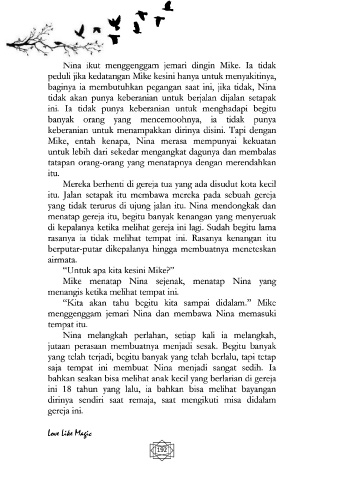 Nina ikut menggenggam jemari dingin Mike. Ia tidak
peduli jika kedatangan Mike kesini hanya untuk menyakitinya,
baginya ia membutuhkan pegangan saat ini, jika tidak, Nina
tidak akan punya keberanian untuk berjalan dijalan setapak
ini. Ia tidak punya keberanian untuk menghadapi begitu
banyak orang yang mencemoohnya, ia tidak punya
keberanian untuk menampakkan dirinya disini. Tapi dengan
Mike, entah kenapa, Nina merasa mempunyai kekuatan
untuk lebih dari sekedar mengangkat dagunya dan membalas
tatapan orang-orang yang menatapnya dengan merendahkan
itu.
Mereka berhenti di gereja tua yang ada disudut kota kecil
itu. Jalan setapak itu membawa mereka pada sebuah gereja
yang tidak terurus di ujung jalan itu. Nina mendongkak dan
menatap gereja itu, begitu banyak kenangan yang menyeruak
di kepalanya ketika melihat gereja ini lagi. Sudah begitu lama
rasanya ia tidak melihat tempat ini. Rasanya kenangan itu
berputar-putar dikepalanya hingga membuatnya meneteskan
airmata.
“Untuk apa kita kesini Mike?”
Mike menatap Nina sejenak, menatap Nina yang
menangis ketika melihat tempat ini.
“Kita akan tahu begitu kita sampai didalam.” Mike
menggenggam jemari Nina dan membawa Nina memasuki
tempat itu.
Nina melangkah perlahan, setiap kali ia melangkah,
jutaan perasaan membuatnya menjadi sesak. Begitu banyak
yang telah terjadi, begitu banyak yang telah berlalu, tapi tetap
saja tempat ini membuat Nina menjadi sangat sedih. Ia
bahkan seakan bisa melihat anak kecil yang berlarian di gereja
ini 18 tahun yang lalu, ia bahkan bisa melihat bayangan
dirinya sendiri saat remaja, saat mengikuti misa didalam
gereja ini.
Love Like Magic
192